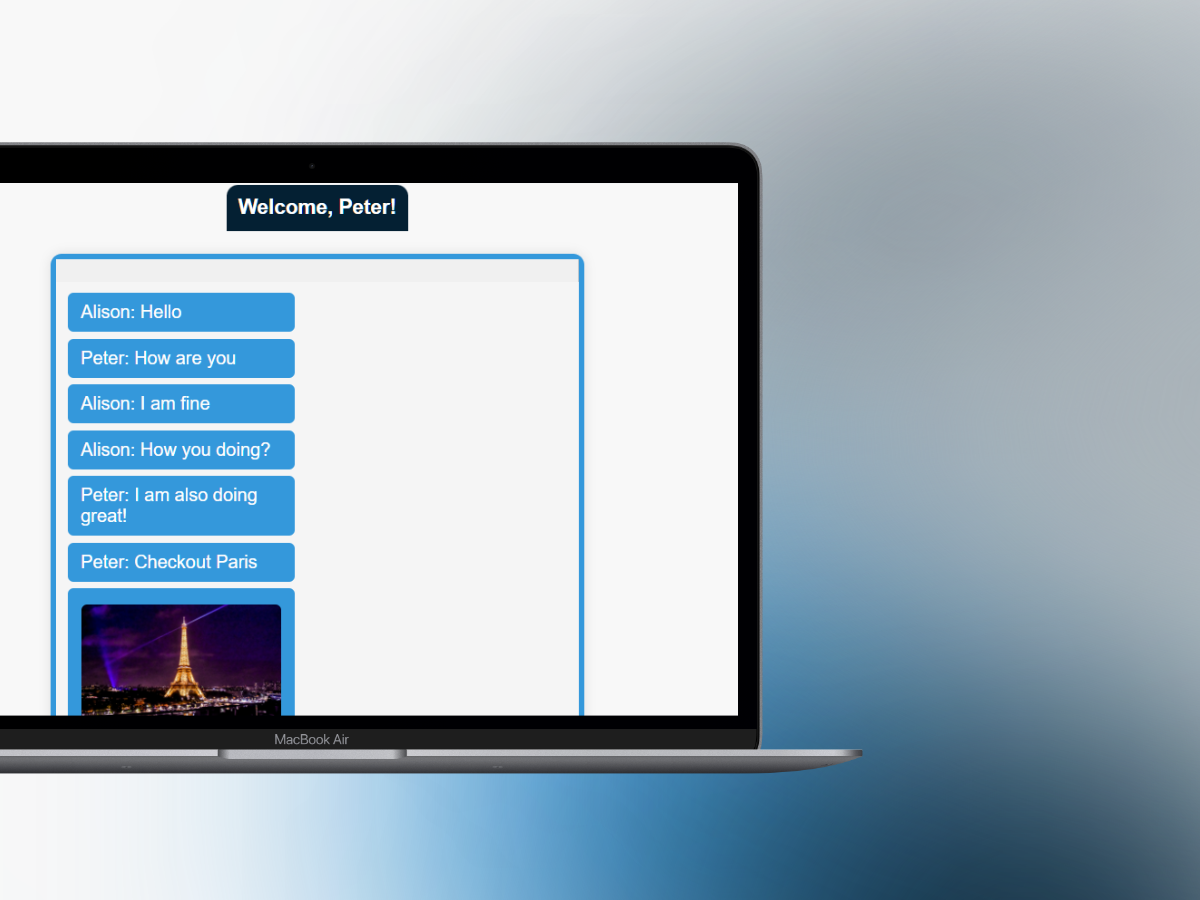 Welcome, Peter!
Alison: Hello
Peter: How are you
Alison: I am fine
Alison: How you doing?
Peter: I am also doing
great!
Peter: Checkout Paris
MacBook Air